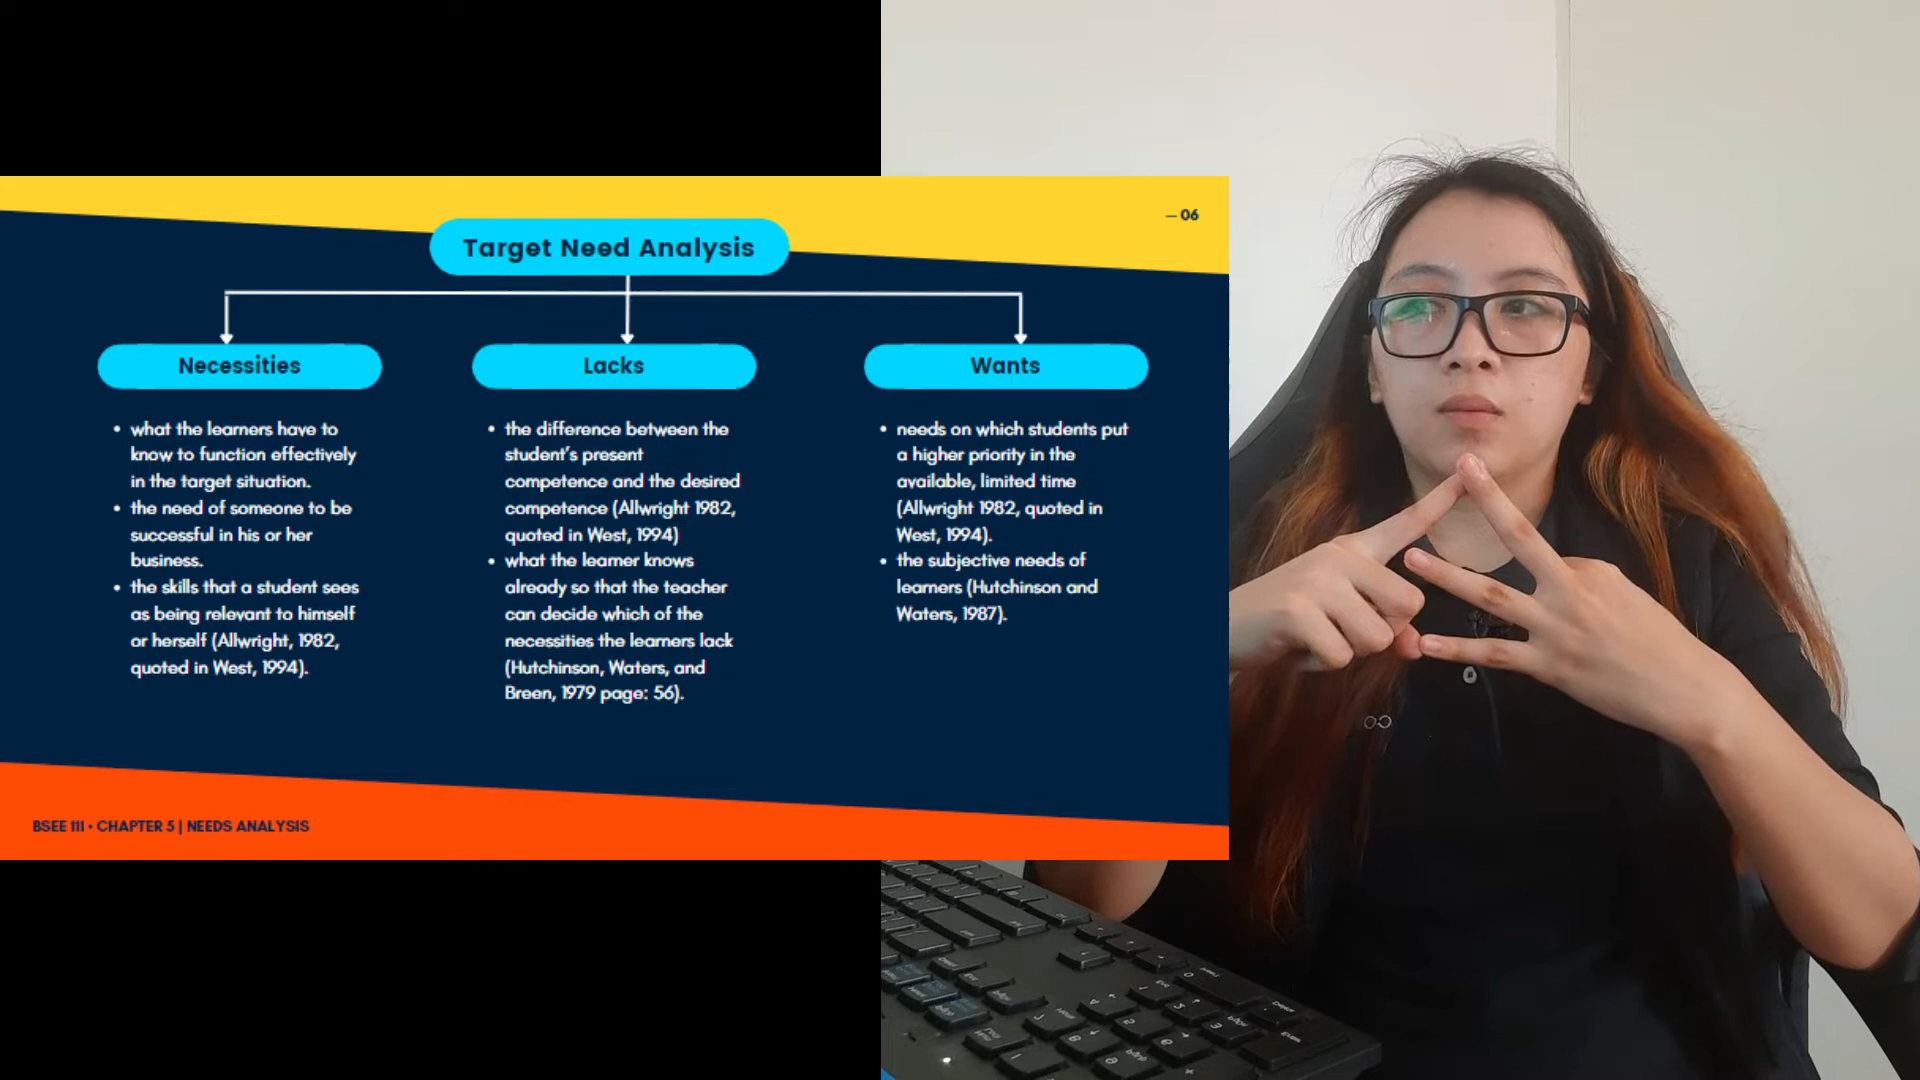 — 06
Target Need Analysis
Necessities
what the learners have to
know to function effectively
in the target situation.
the need of someone to be
successful in his or her
business.
the skills that a student sees
as being relevant to himself
or herself (Allwright, 1982,
quoted in West, 1994).
Lacks
the difference between the
student's present
competence and the desired
competence (Allwright 1982,
quoted in West, 1994)
what the learner knows
already so that the teacher
can decide which of the
necessities the learners lack
(Hutchinson, Waters, and
Breen, 1979 page: 56).
Wants
needs on which students put
a higher priority in the
available, limited time
(Allwright 1982, quoted in
West, 1994).
the subjective needs of
learners (Hutchinson and
Waters, 1987).
BSEE 111 • CHAPTER 5 | NEEDS ANALYSIS